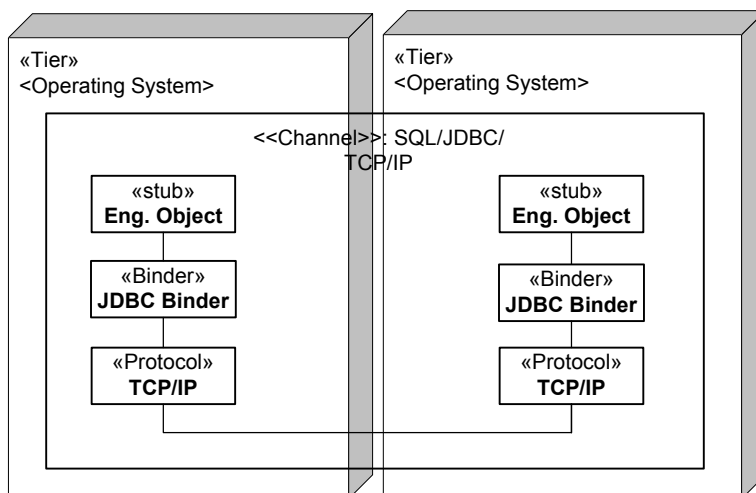 «Tier»
<Operating System>
«Tier»
<Operating System>
<<Channel>>: SQL/JDBC/
TCP/IP
«stub»
Eng. Object
«stub»
Eng. Object
«Binder»
JDBC Binder
«Binder»
JDBC Binder
«Protocol»
TCP/IP
«Protocol»
TCP/IP